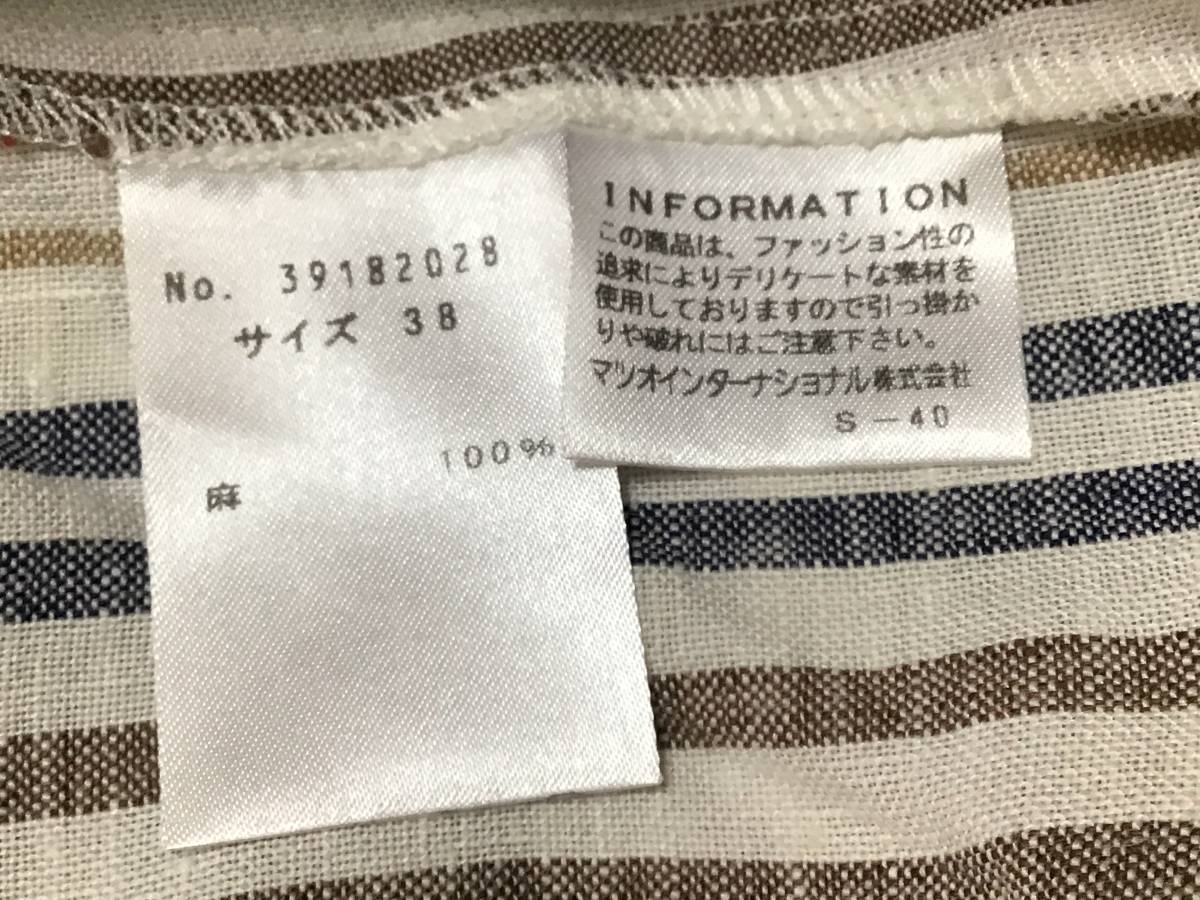 No. 39182028
サイズ 38
100%
麻
INFORMATION
この商品は、ファッション性の
追求によりデリケートな素材を
使用しておりますので引っ掛か
りや破れにはご注意下さい。
マツオインターナショナル株式会社
S-40